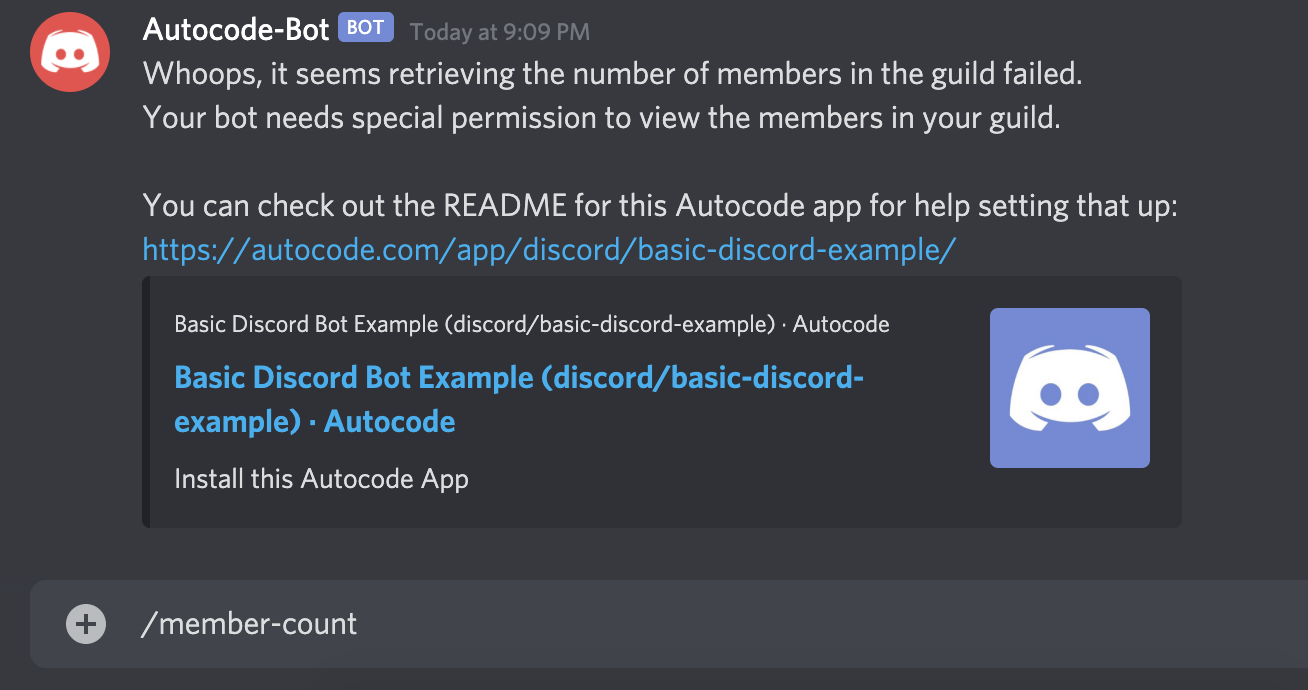 Autocode-Bot BOT Today at 9:09 PM
Whoops, it seems retrieving the number of members in the guild failed.
Your bot needs special permission to view the members in your guild.
You can check out the README for this Autocode app for help setting that up:
https://autocode.com/app/discord/basic-discord-example/
Basic Discord Bot Example (discord/basic-discord-example) · Autocode
Basic Discord Bot Example (discord/basic-discord-
example) · Autocode
Install this Autocode App
/member-count